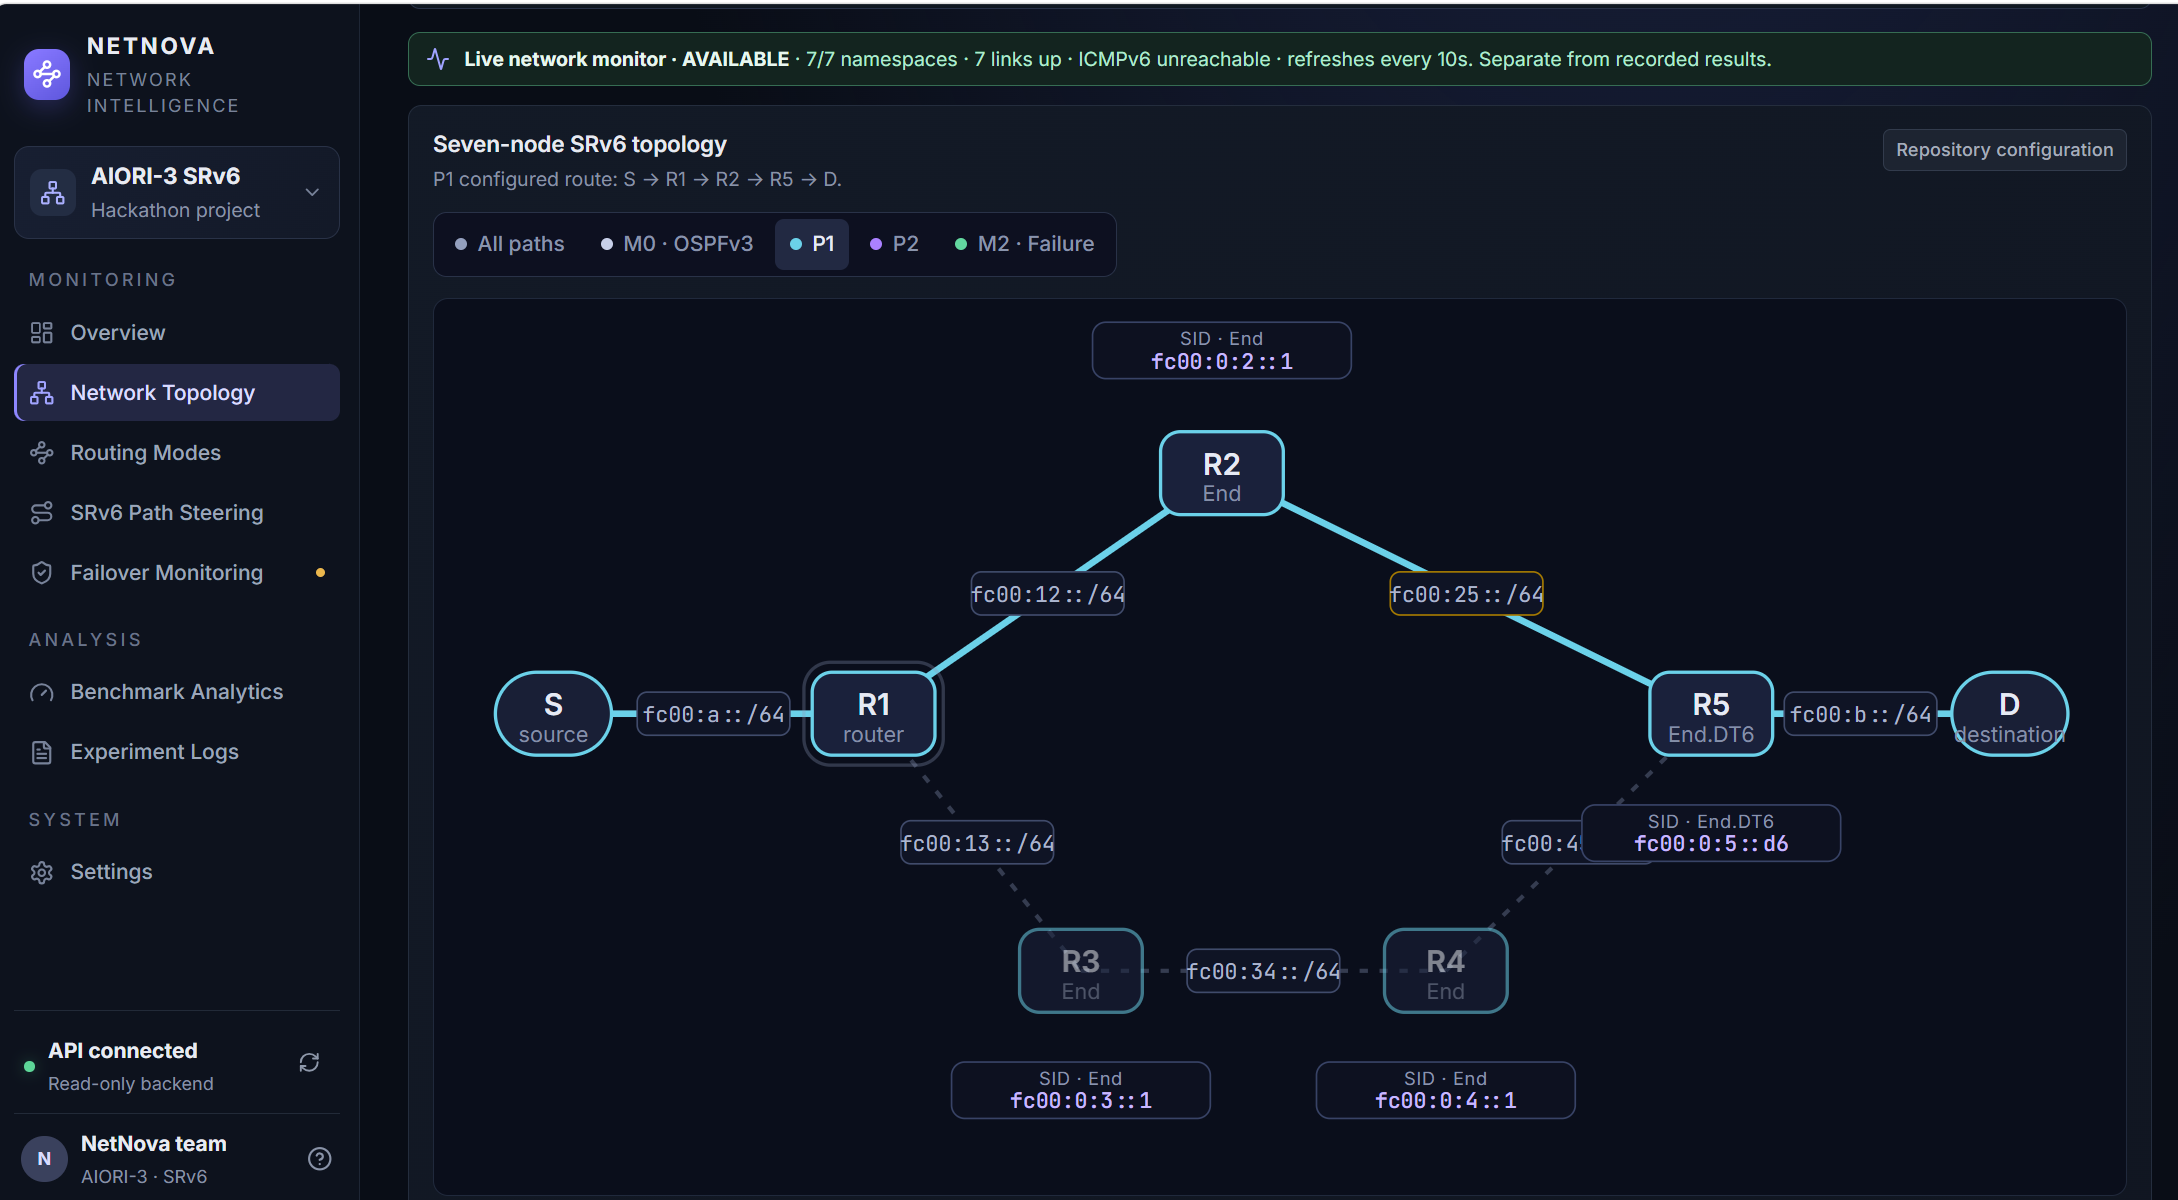 NETNOVA
NETWORK
INTELLIGENCE
AIORI-3 SRv6
Hackathon project
MONITORING
Overview
Network Topology
Routing Modes
SRv6 Path Steering
Failover Monitoring
ANALYSIS
Benchmark Analytics
Experiment Logs
SYSTEM
Settings
API connected
Read-only backend
N
NetNova team
AIORI-3 · SRv6
Live network monitor · AVAILABLE · 7/7 namespaces · 7 links up · ICMPv6 unreachable · refreshes every 10s. Separate from recorded results.
Seven-node SRv6 topology
Repository configuration
P1 configured route: S → R1 → R2 → R5 → D.
All paths
M0 · OSPFv3
P1
P2
M2 · Failure
SID · End
fc00:0:2::1
R2
End
fc00:12::/64
fc00:25::/64
S
source
fc00:a::/64
R1
router
R5
End.DT6
fc00:b::/64
D
destination
fc00:13::/64
fc00:4
SID · End.DT6
fc00:0:5::d6
R3
End
fc00:34::/64
R4
End
SID · End
fc00:0:3::1
SID · End
fc00:0:4::1